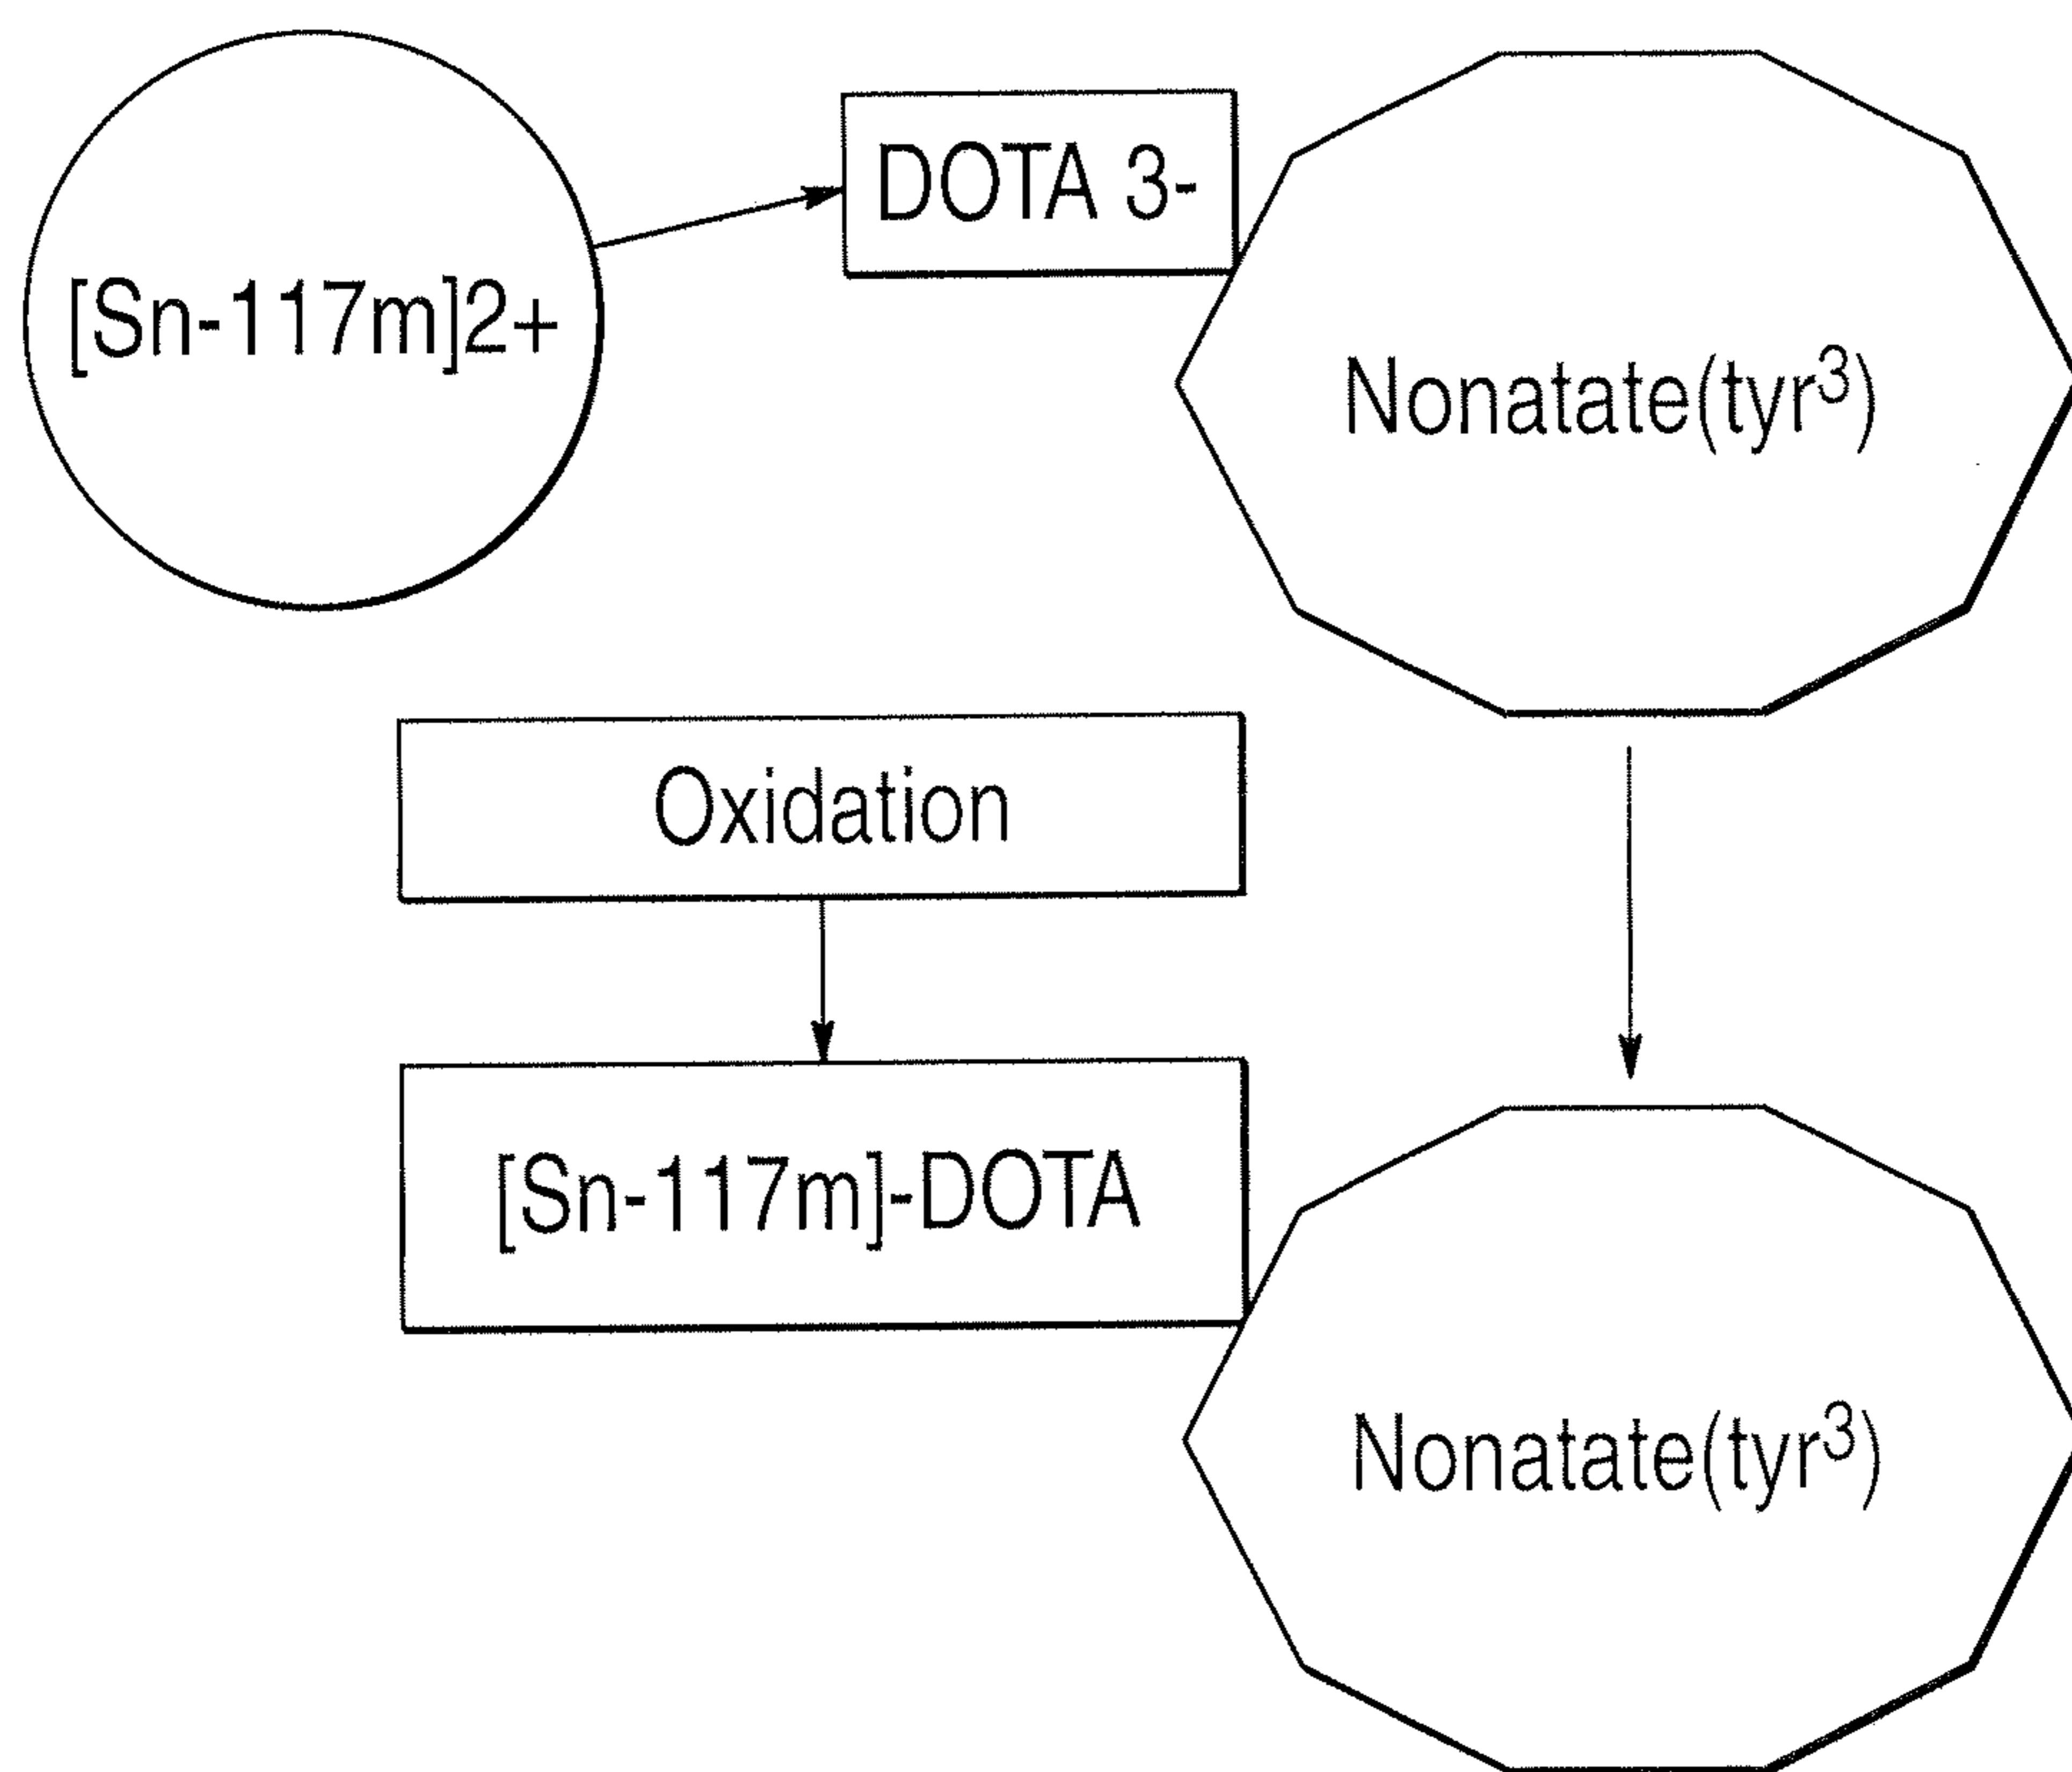 DOTA 3-
[Sn-117m]2+
Nonatate(tyr³)
Oxidation
[Sn-117m]-DOTA
Nonatate(tyr³)